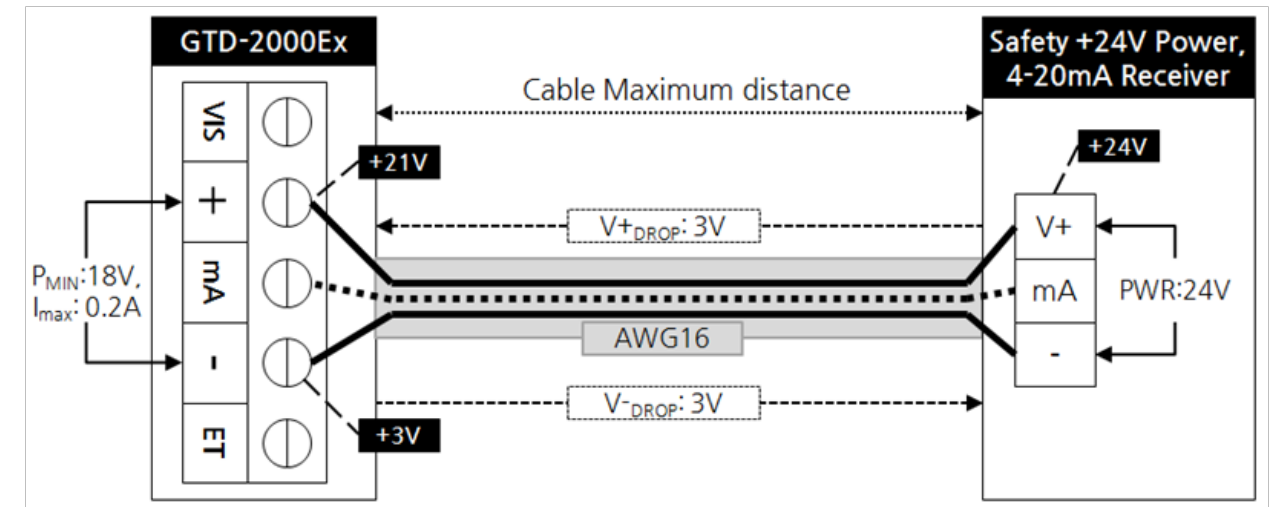 GTD-2000Ex
Safety +24V Power,
4-20mA Receiver
Cable Maximum distance
VIS
+
mA
-
ET
+21V
+3V
+24V
V+DROP: 3V
AWG16
V-DROP: 3V
PMIN:18V,
Imax: 0.2A
V+
mA
-
PWR:24V